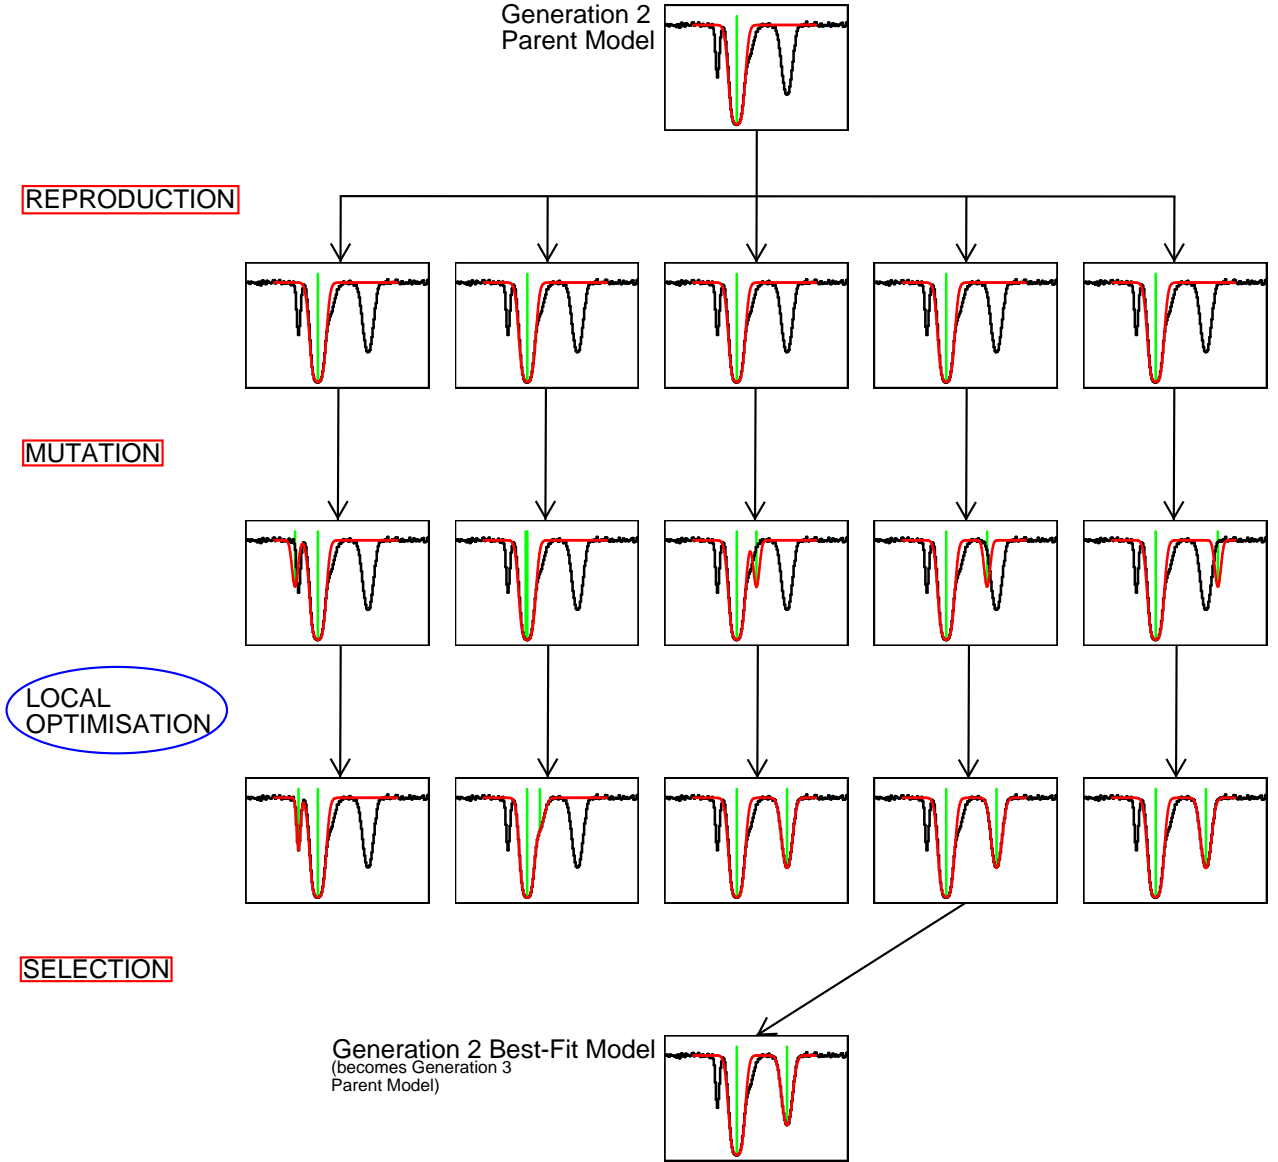 Generation 2
Parent Model
REPRODUCTION
MUTATION
LOCAL
OPTIMISATION
SELECTION
Generation 2 Best-Fit Model
(becomes Generation 3
Parent Model)